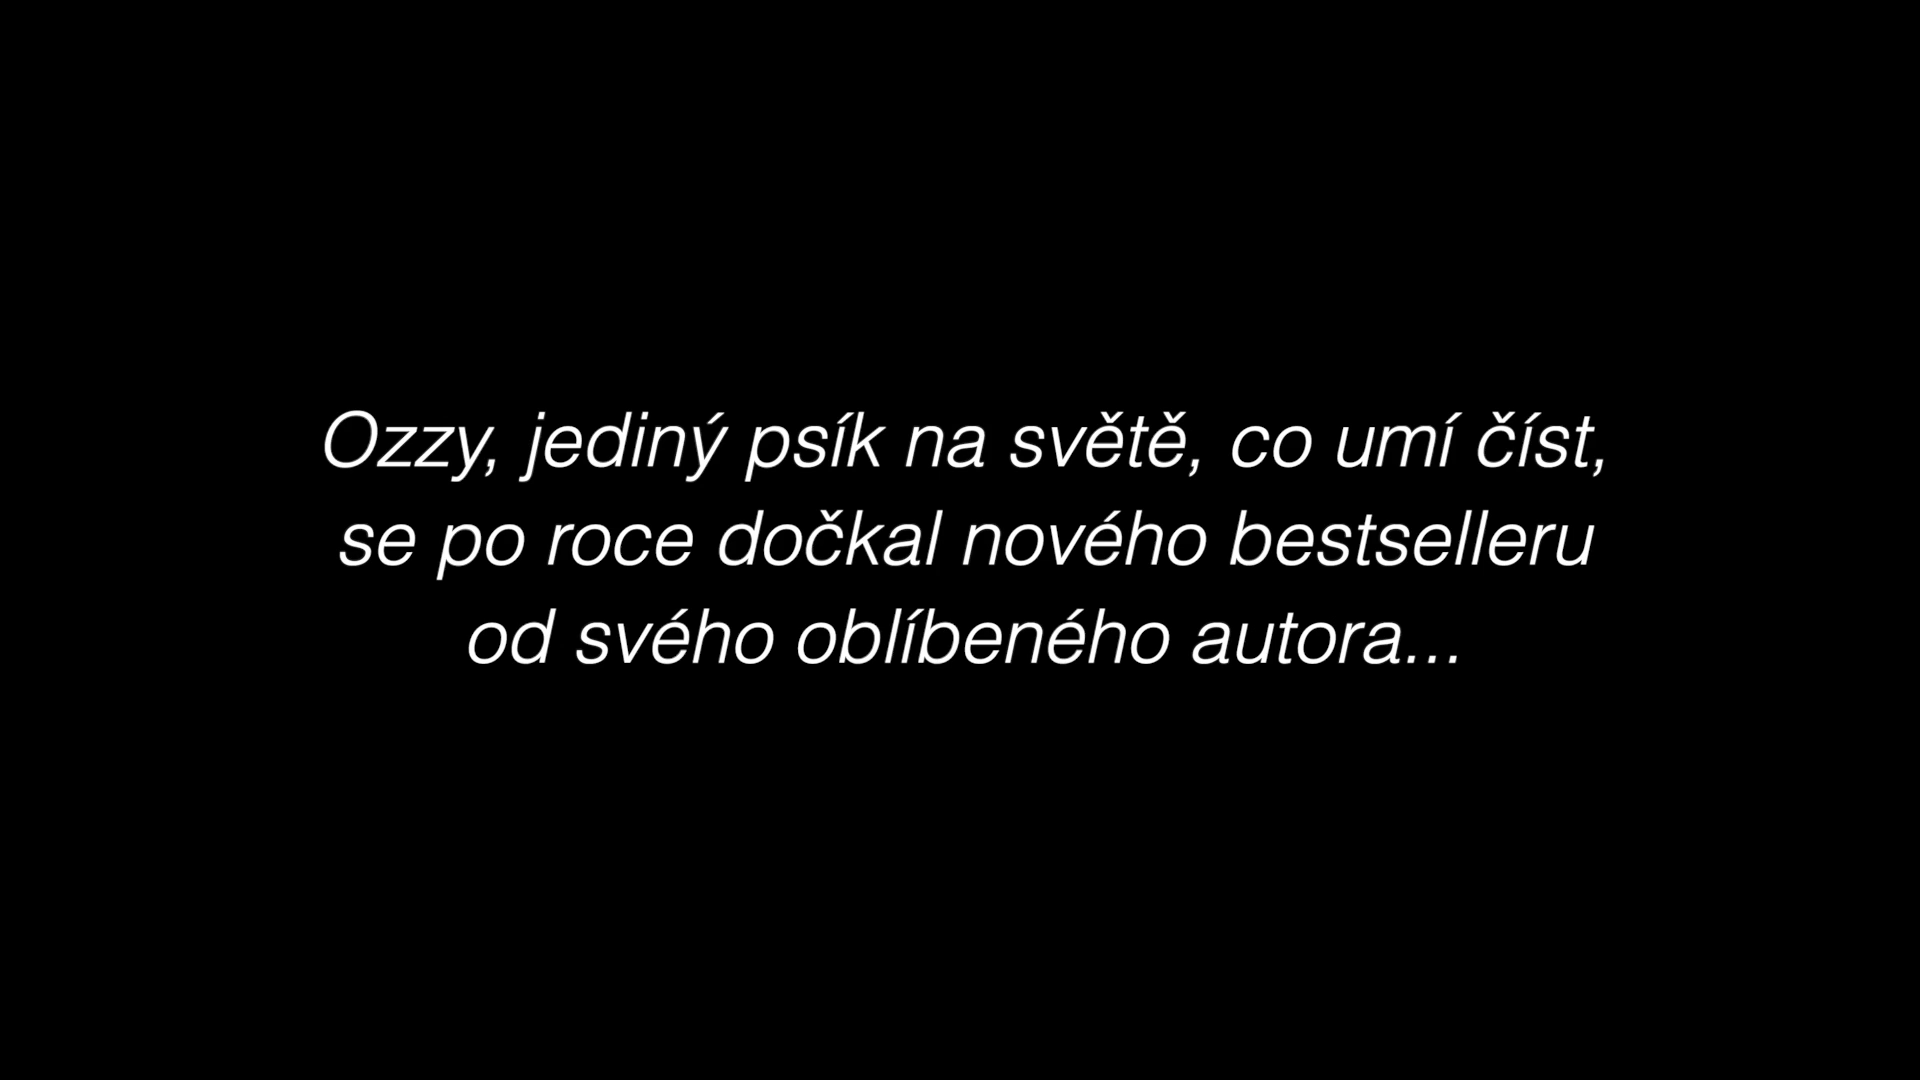 Ozzy, jediný psík na světě, co umí číst,
se po roce dočkal nového bestselleru
od svého oblíbeného autora...